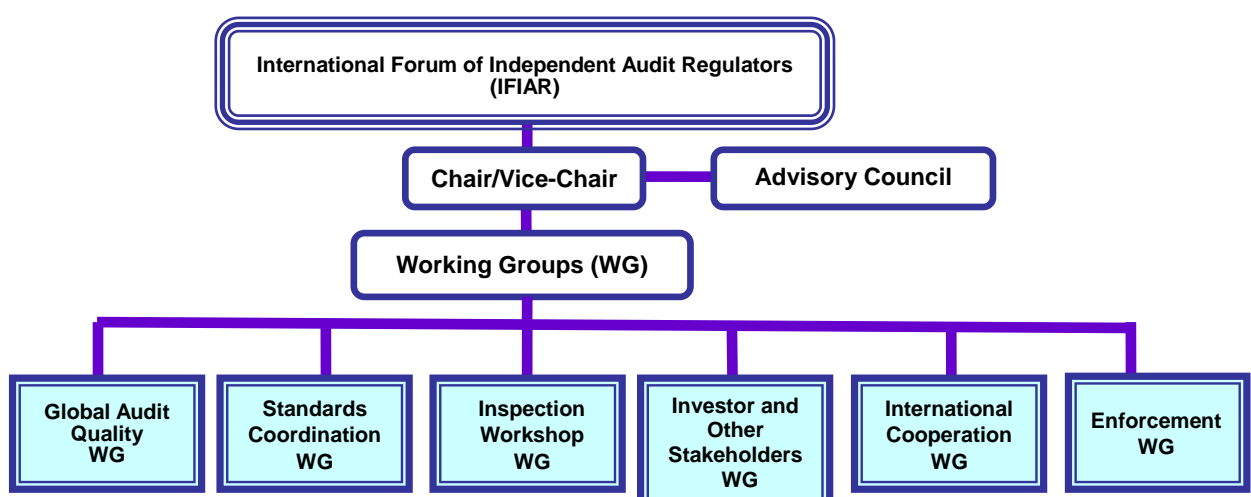 International Forum of Independent Audit Regulators
(IFIAR)
Chair/Vice-Chair
Advisory Council
Working Groups (WG)
Global Audit
Quality
WG
Standards
Coordination
WG
Inspection
Workshop
WG
Investor and
Other
Stakeholders
WG
International
Cooperation
WG
Enforcement
WG